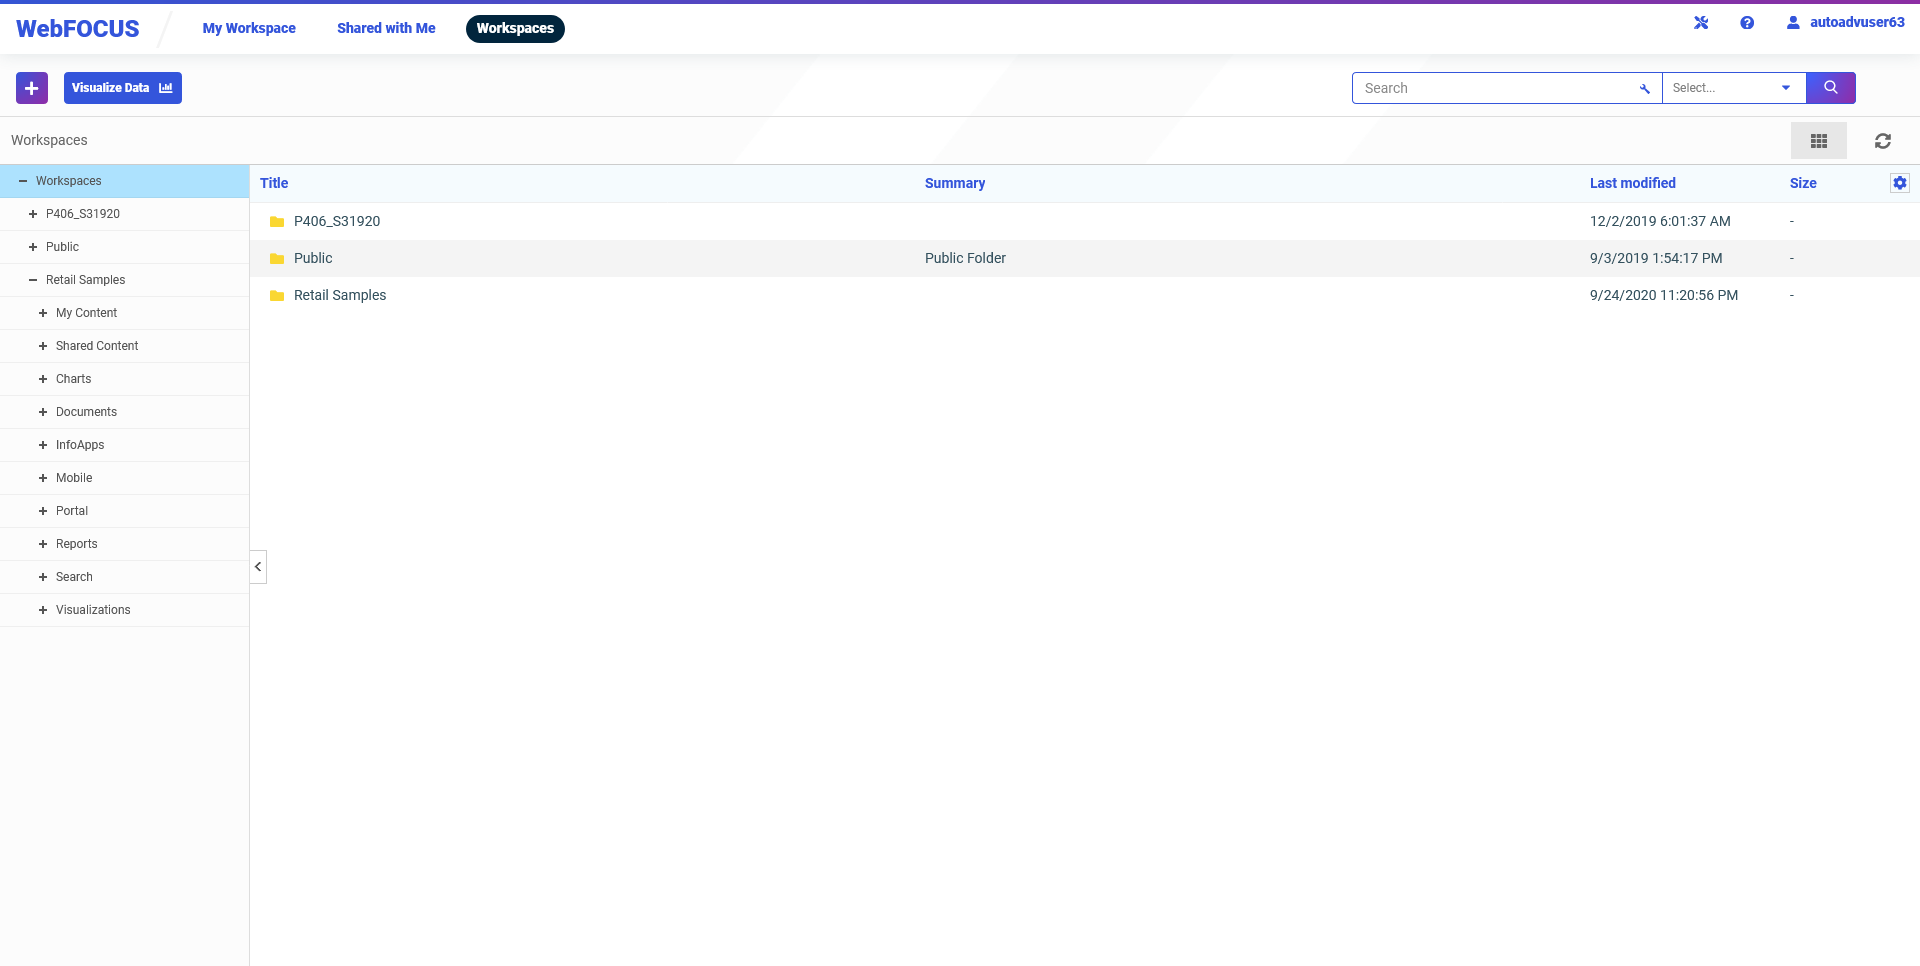 WebFOCUS
My Workspace
Shared with Me
Workspaces
autoadvuser63
Visualize Data
Search
Select...
Workspaces
Workspaces
P406_S31920
Public
Retail Samples
My Content
Shared Content
Charts
Documents
InfoApps
Mobile
Portal
Reports
Search
Visualizations
Title Summary Last modified Size
P406_S31920 12/2/2019 6:01:37 AM -
Public Public Folder 9/3/2019 1:54:17 PM -
Retail Samples 9/24/2020 11:20:56 PM -